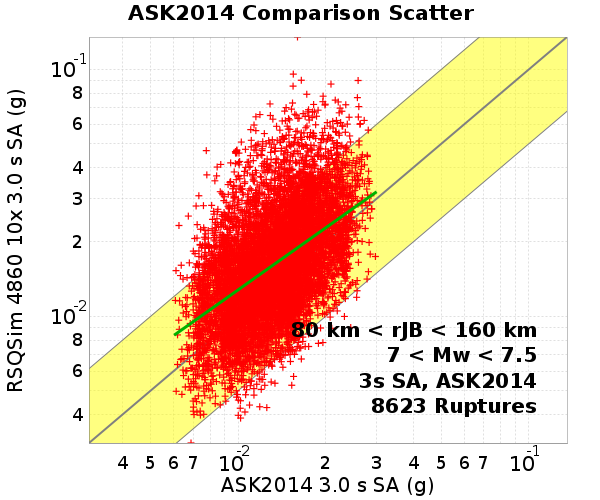 ASK2014 Comparison Scatter
RSQSim 4860 10x 3.0 s SA (g)
10-1
8
6
4
3
2
10-2
8
6
4
80 km < rJB < 160 km
7 < Mw < 7.5
3s SA, ASK2014
8623 Ruptures
4 5 6 7 10-2 2 3 4 5 6 7 10-1
ASK2014 3.0 s SA (g)